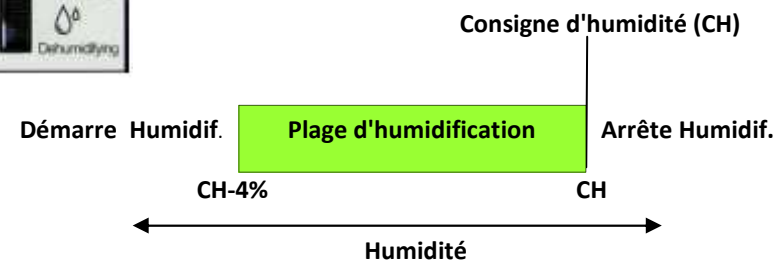 Dehumidifying
Consigne d'humidité (CH)
Démarre Humidif. Plage d'humidification Arrête Humidif.
CH-4% CH
Humidité